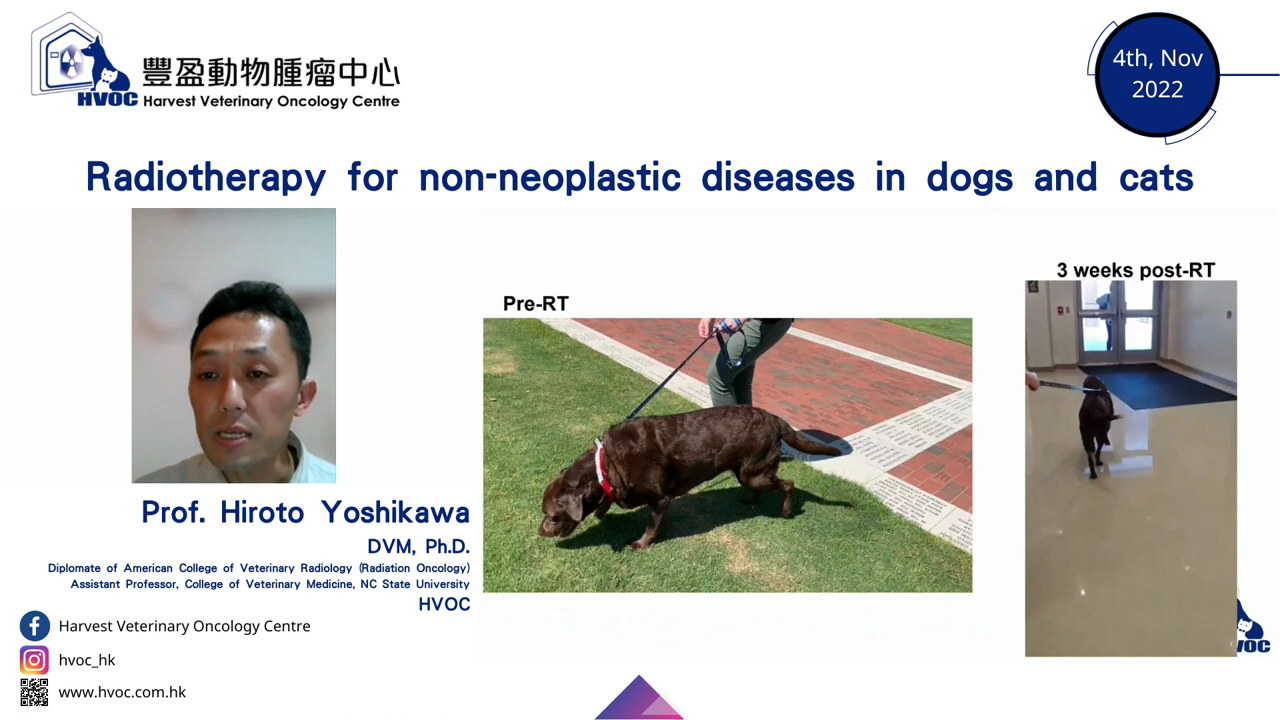 豐盈動物腫瘤中心
HVOC Harvest Veterinary Oncology Centre
4th, Nov
2022
Radiotherapy for non-neoplastic diseases in dogs and cats
Pre-RT
3 weeks post-RT
Prof. Hiroto Yoshikawa
DVM, Ph.D.
Diplomate of American College of Veterinary Radiology (Radiation Oncology)
Assistant Professor, College of Veterinary Medicine, NC State University
HVOC
Harvest Veterinary Oncology Centre
hvoc_hk
www.hvoc.com.hk